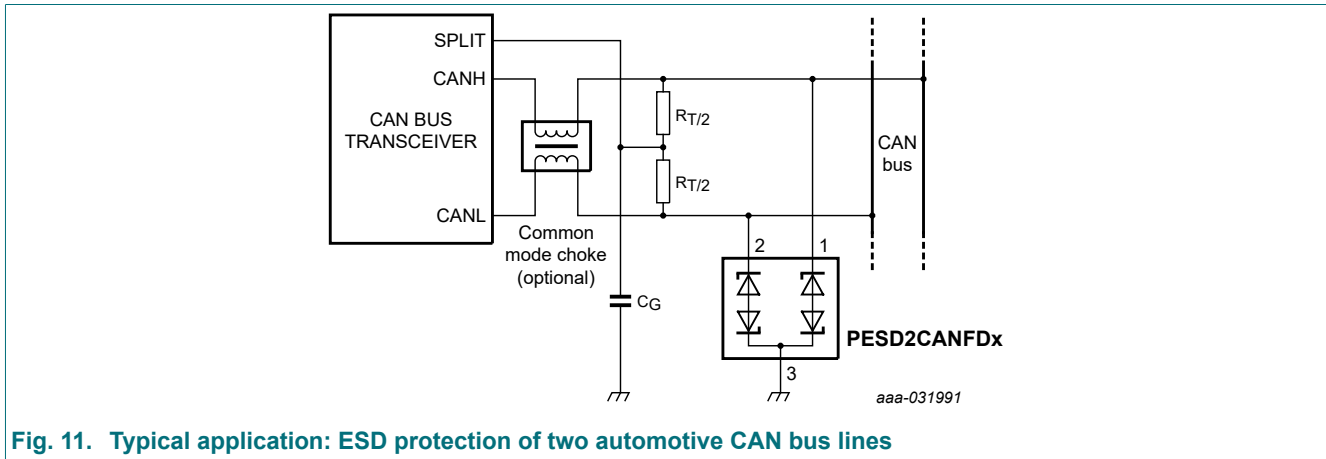 SPLIT
CANH
CAN BUS
TRANSCEIVER
CANL
Common
mode choke
(optional)
RT/2
RT/2
CG
CAN
bus
2
1
3
PESD2CANFDx
aaa-031991
Fig. 11. Typical application: ESD protection of two automotive CAN bus lines